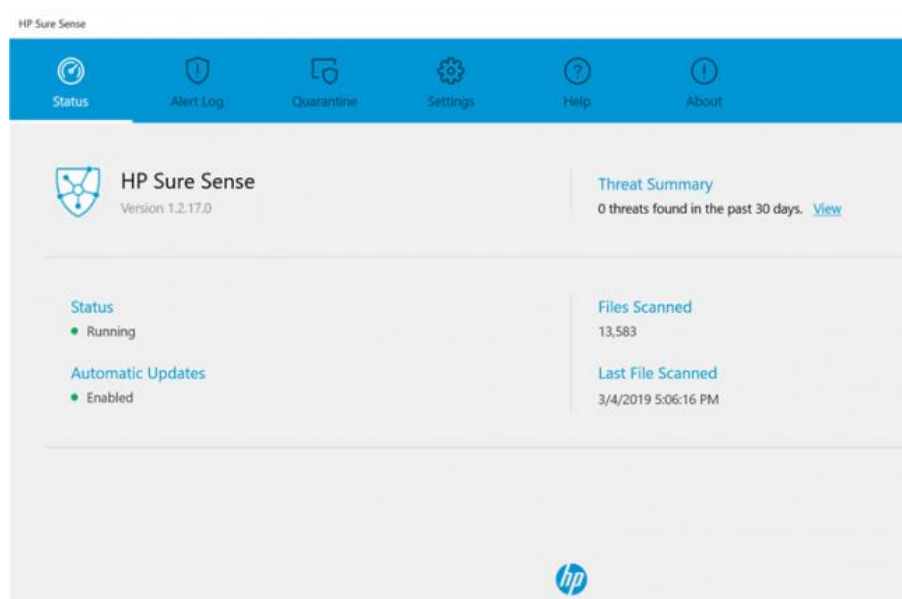 HP Sure Sense
Status
Alert Log
Quarantine
Settings
Help
About
HP Sure Sense
Version 1.2.17.0
Threat Summary
0 threats found in the past 30 days. View
Status
Running
Automatic Updates
Enabled
Files Scanned
13,583
Last File Scanned
3/4/2019 5:06:16 PM
hp